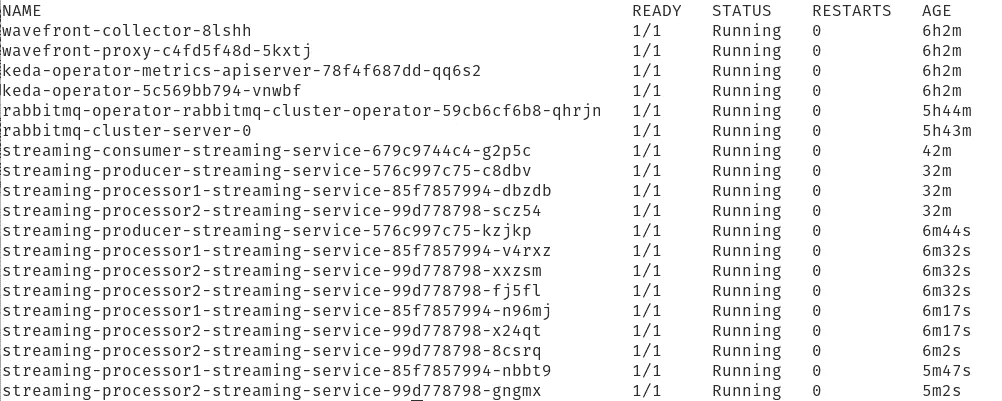 NAME READY STATUS RESTARTS AGE
wavefront-collector-8lshh 1/1 Running 0 6h2m
wavefront-proxy-c4fd5f48d-5kxtj 1/1 Running 0 6h2m
keda-operator-metrics-apiserver-78f4f687dd-qq6s2 1/1 Running 0 6h2m
keda-operator-5c569bb794-vnwbf 1/1 Running 0 6h2m
rabbitmq-operator-rabbitmq-cluster-operator-59cb6cf6b8-qhrjn 1/1 Running 0 5h44m
rabbitmq-cluster-server-0 1/1 Running 0 5h43m
streaming-consumer-streaming-service-679c9744c4-g2p5c 1/1 Running 0 42m
streaming-producer-streaming-service-576c997c75-c8dbv 1/1 Running 0 32m
streaming-processor1-streaming-service-85f7857994-dbzdb 1/1 Running 0 32m
streaming-processor2-streaming-service-99d778798-scz54 1/1 Running 0 32m
streaming-producer-streaming-service-576c997c75-kzjkp 1/1 Running 0 6m44s
streaming-processor1-streaming-service-85f7857994-v4rxz 1/1 Running 0 6m32s
streaming-processor2-streaming-service-99d778798-xxzsm 1/1 Running 0 6m32s
streaming-processor2-streaming-service-99d778798-fj5fl 1/1 Running 0 6m32s
streaming-processor1-streaming-service-85f7857994-n96mj 1/1 Running 0 6m17s
streaming-processor2-streaming-service-99d778798-x24qt 1/1 Running 0 6m17s
streaming-processor2-streaming-service-99d778798-8csrq 1/1 Running 0 6m2s
streaming-processor1-streaming-service-85f7857994-nbbt9 1/1 Running 0 5m47s
streaming-processor2-streaming-service-99d778798-gngmx 1/1 Running 0 5m2s